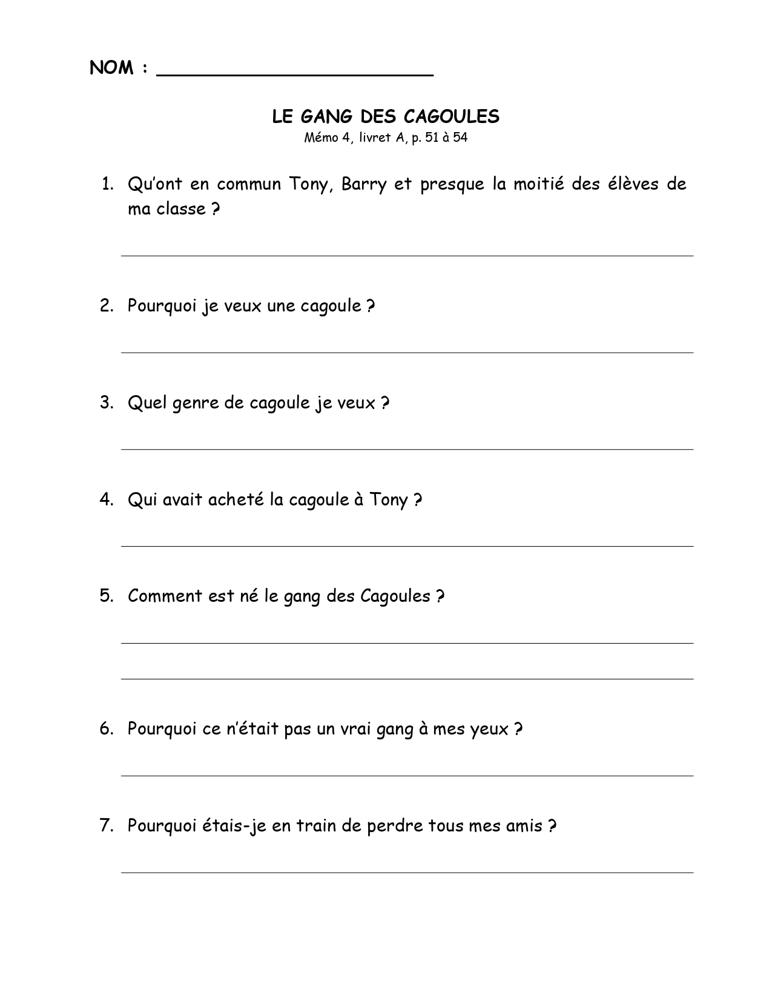 NOM : ____________________________
LE GANG DES CAGOULES
Mémo 4, livret A, p. 51 à 54
1. Qu’ont en commun Tony, Barry et presque la moitié des élèves de
ma classe ?
2. Pourquoi je veux une cagoule ?
3. Quel genre de cagoule je veux ?
4. Qui avait acheté la cagoule à Tony ?
5. Comment est né le gang des Cagoules ?
6. Pourquoi ce n’était pas un vrai gang à mes yeux ?
7. Pourquoi étais-je en train de perdre tous mes amis ?